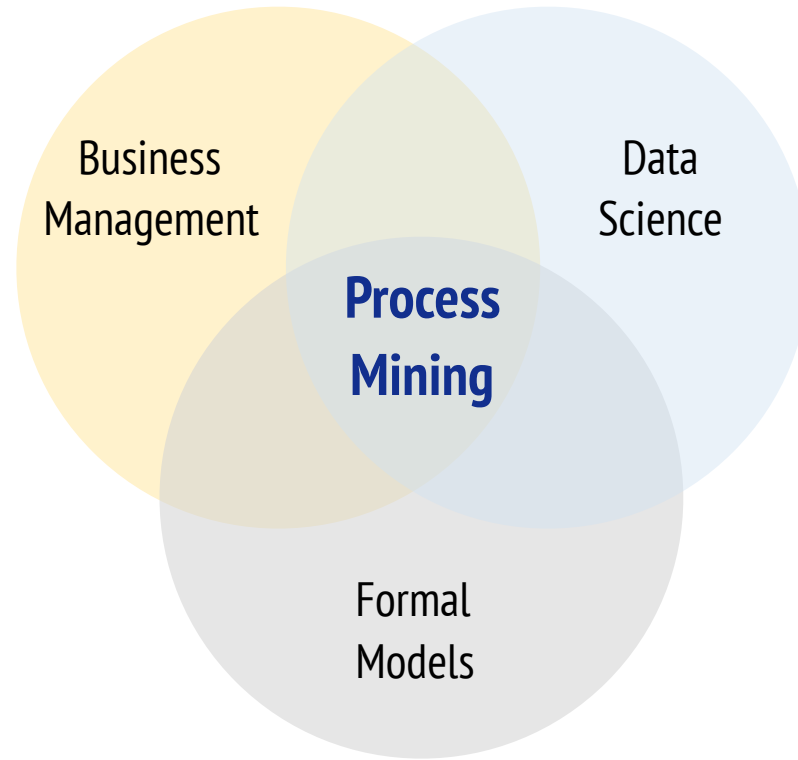 Business
Management
Data
Science
Process
Mining
Formal
Models